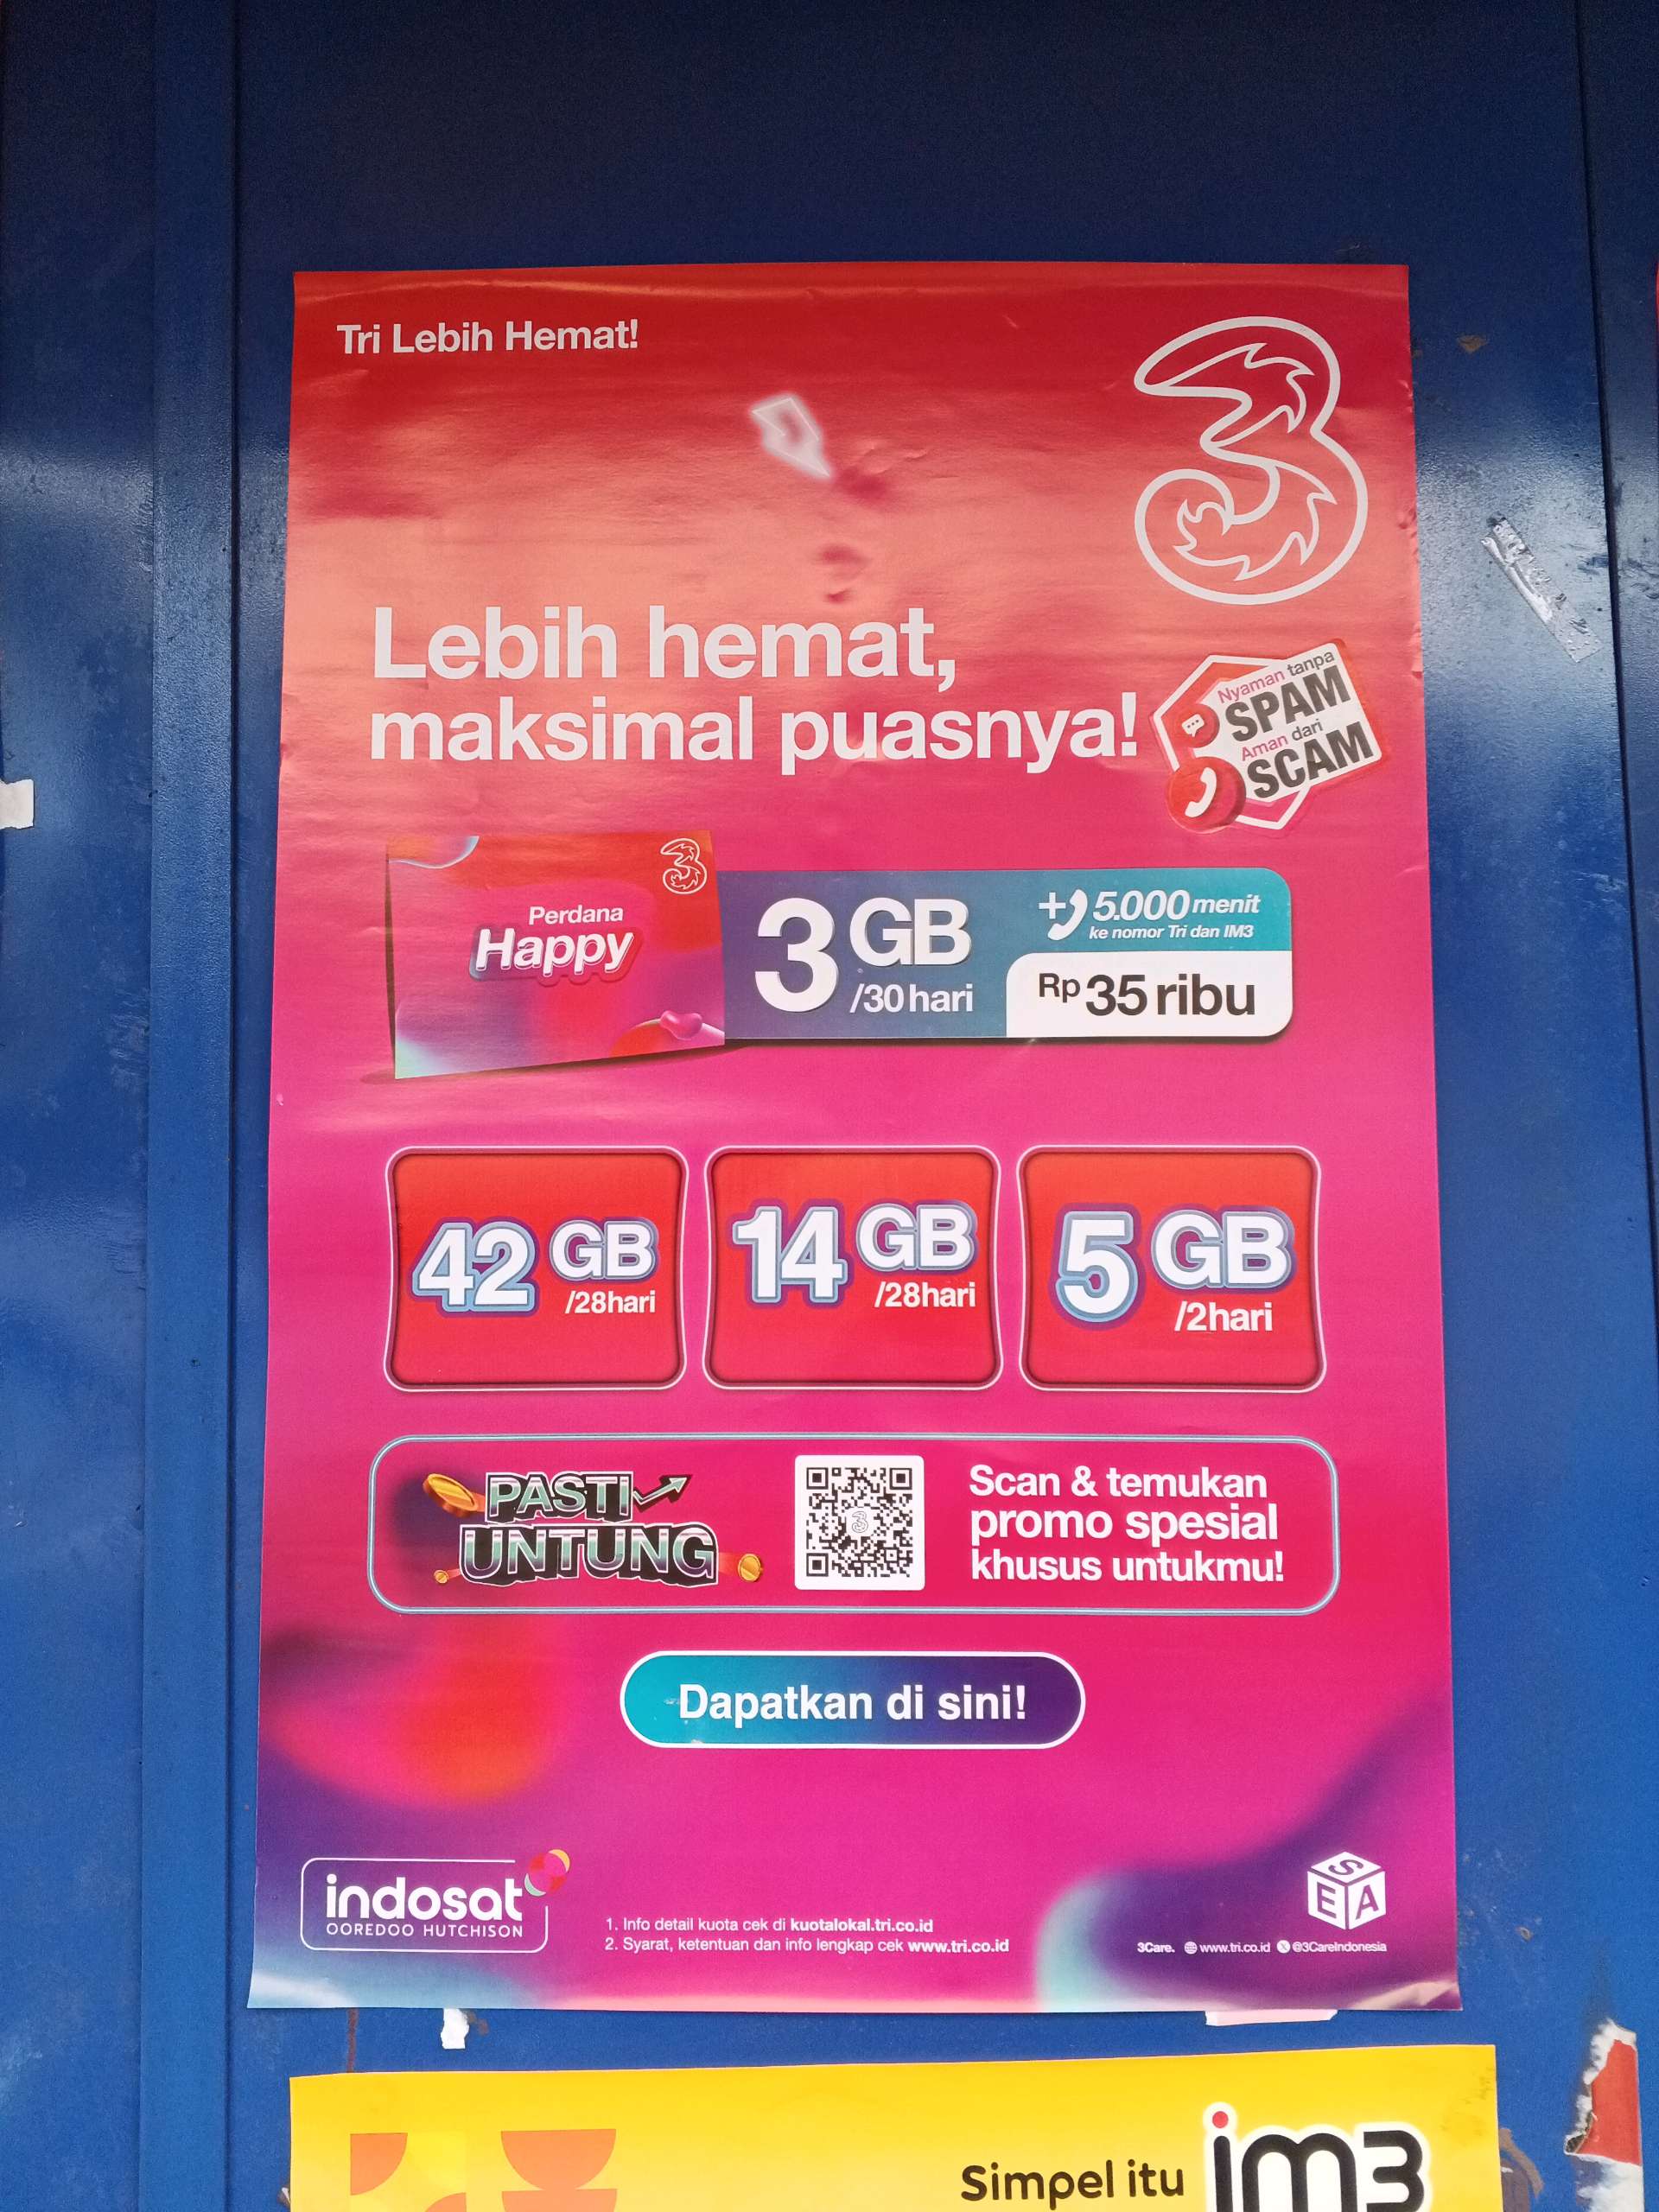 Tri Lebih Hemat!
3
Lebih hemat,
maksimal puasnya!
Nyaman tanpa
SPAM
Aman dari
SCAM
3
Perdana
Happy
3 GB
/30 hari
+ 5.000 menit
ke nomor Tri dan IM3
Rp 35 ribu
42 GB
/28hari
14 GB
/28hari
5 GB
/2hari
PASTI
UNTUNG
3
Scan & temukan
promo spesial
khusus untukmu!
Dapatkan di sini!
indosat
OOREDOO HUTCHISON
1. Info detail kuota cek di kuotalokal.tri.co.id
2. Syarat, ketentuan dan info lengkap cek www.tri.co.id
SEA
3Care. www.tri.co.id X @3CareIndonesia
Simpel itu im3